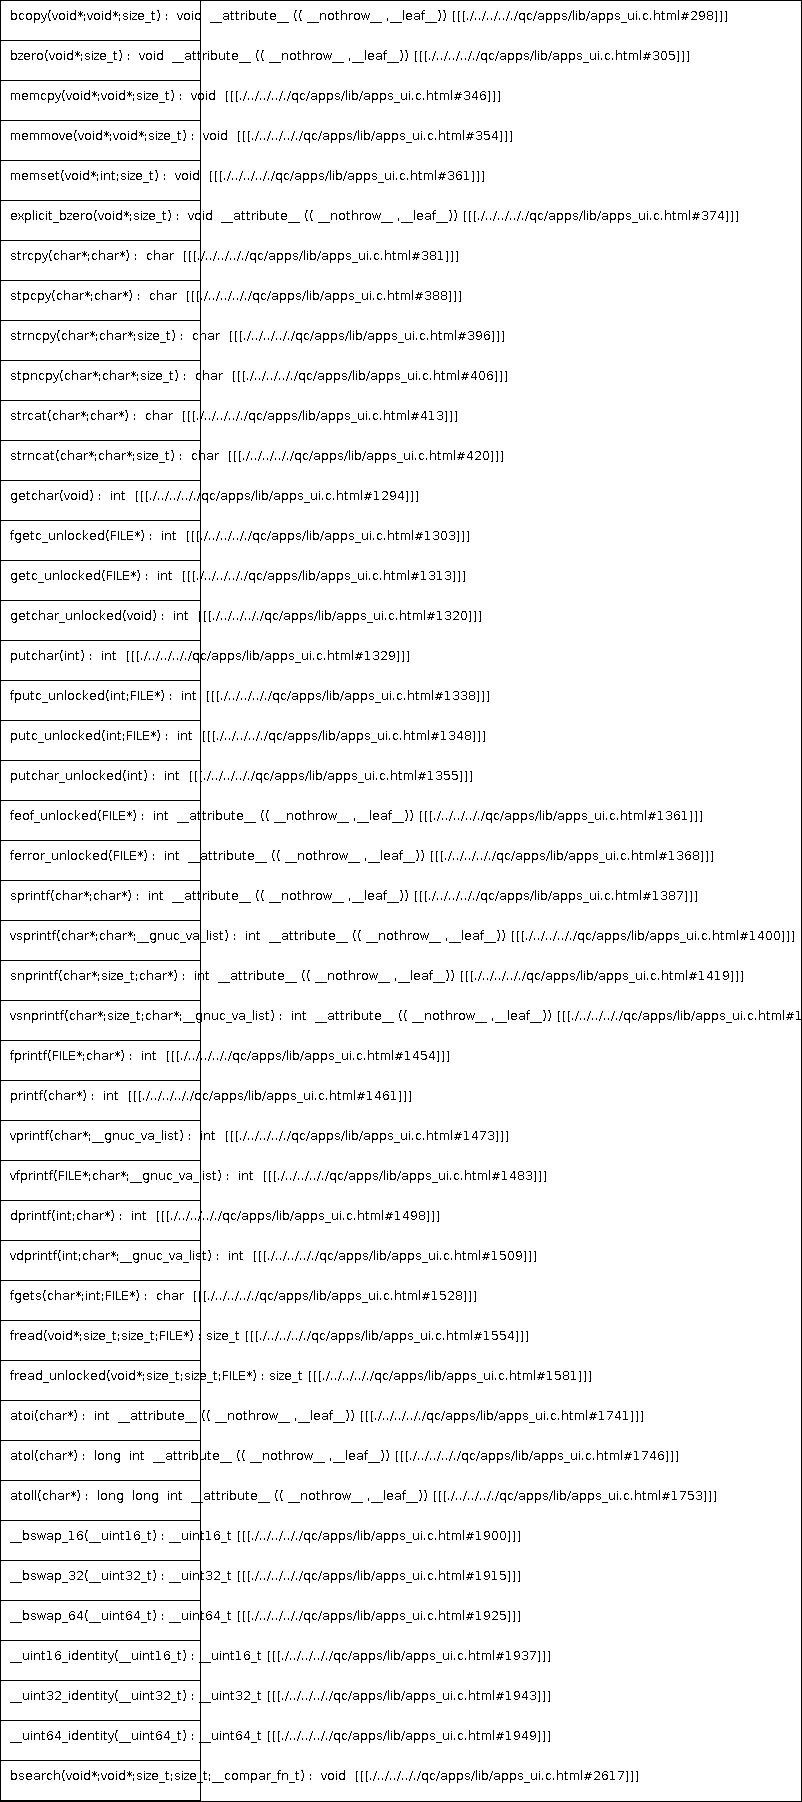 bcopy(void*;void*;size_t) : void __attribute__ (( __nothrow__ ,__leaf__)) [[[./../../.././qc/apps/lib/apps_ui.c.html#298]]]
bzero(void*;size_t) : void __attribute__ (( __nothrow__ ,__leaf__)) [[[./../../.././qc/apps/lib/apps_ui.c.html#305]]]
memcpy(void*;void*;size_t) : void [[[./../../.././qc/apps/lib/apps_ui.c.html#346]]]
memmove(void*;void*;size_t) : void [[[./../../.././qc/apps/lib/apps_ui.c.html#354]]]
memset(void*;int;size_t) : void [[[./../../.././qc/apps/lib/apps_ui.c.html#361]]]
explicit_bzero(void*;size_t) : void __attribute__ (( __nothrow__ ,__leaf__)) [[[./../../.././qc/apps/lib/apps_ui.c.html#374]]]
strcpy(char*;char*) : char [[[./../../.././qc/apps/lib/apps_ui.c.html#381]]]
stpcpy(char*;char*) : char [[[./../../.././qc/apps/lib/apps_ui.c.html#388]]]
strncpy(char*;char*;size_t) : char [[[./../../.././qc/apps/lib/apps_ui.c.html#396]]]
stpncpy(char*;char*;size_t) : char [[[./../../.././qc/apps/lib/apps_ui.c.html#406]]]
strcat(char*;char*) : char [[[./../../.././qc/apps/lib/apps_ui.c.html#413]]]
strncat(char*;char*;size_t) : char [[[./../../.././qc/apps/lib/apps_ui.c.html#420]]]
getchar(void) : int [[[./../../.././qc/apps/lib/apps_ui.c.html#1294]]]
fgetc_unlocked(FILE*) : int [[[./../../.././qc/apps/lib/apps_ui.c.html#1303]]]
getc_unlocked(FILE*) : int [[[./../../.././qc/apps/lib/apps_ui.c.html#1313]]]
getchar_unlocked(void) : int [[[./../../.././qc/apps/lib/apps_ui.c.html#1320]]]
putchar(int) : int [[[./../../.././qc/apps/lib/apps_ui.c.html#1329]]]
fputc_unlocked(int;FILE*) : int [[[./../../.././qc/apps/lib/apps_ui.c.html#1338]]]
putc_unlocked(int;FILE*) : int [[[./../../.././qc/apps/lib/apps_ui.c.html#1348]]]
putchar_unlocked(int) : int [[[./../../.././qc/apps/lib/apps_ui.c.html#1355]]]
feof_unlocked(FILE*) : int __attribute__ (( __nothrow__ ,__leaf__)) [[[./../../.././qc/apps/lib/apps_ui.c.html#1361]]]
ferror_unlocked(FILE*) : int __attribute__ (( __nothrow__ ,__leaf__)) [[[./../../.././qc/apps/lib/apps_ui.c.html#1368]]]
sprintf(char*;char*) : int __attribute__ (( __nothrow__ ,__leaf__)) [[[./../../.././qc/apps/lib/apps_ui.c.html#1387]]]
vsprintf(char*;char*;__gnuc_va_list) : int __attribute__ (( __nothrow__ ,__leaf__)) [[[./../../.././qc/apps/lib/apps_ui.c.html#1400]]]
snprintf(char*;size_t;char*) : int __attribute__ (( __nothrow__ ,__leaf__)) [[[./../../.././qc/apps/lib/apps_ui.c.html#1419]]]
vsnprintf(char*;size_t;char*;__gnuc_va_list) : int __attribute__ (( __nothrow__ ,__leaf__)) [[[./../../.././qc/apps/lib/apps_ui.c.html#1
fprintf(FILE*;char*) : int [[[./../../.././qc/apps/lib/apps_ui.c.html#1454]]]
printf(char*) : int [[[./../../.././qc/apps/lib/apps_ui.c.html#1461]]]
vprintf(char*;__gnuc_va_list) : int [[[./../../.././qc/apps/lib/apps_ui.c.html#1473]]]
vfprintf(FILE*;char*;__gnuc_va_list) : int [[[./../../.././qc/apps/lib/apps_ui.c.html#1483]]]
dprintf(int;char*) : int [[[./../../.././qc/apps/lib/apps_ui.c.html#1498]]]
vdprintf(int;char*;__gnuc_va_list) : int [[[./../../.././qc/apps/lib/apps_ui.c.html#1509]]]
fgets(char*;int;FILE*) : char [[[./../../.././qc/apps/lib/apps_ui.c.html#1528]]]
fread(void*;size_t;size_t;FILE*) : size_t [[[./../../.././qc/apps/lib/apps_ui.c.html#1554]]]
fread_unlocked(void*;size_t;size_t;FILE*) : size_t [[[./../../.././qc/apps/lib/apps_ui.c.html#1581]]]
atoi(char*) : int __attribute__ (( __nothrow__ ,__leaf__)) [[[./../../.././qc/apps/lib/apps_ui.c.html#1741]]]
atol(char*) : long int __attribute__ (( __nothrow__ ,__leaf__)) [[[./../../.././qc/apps/lib/apps_ui.c.html#1746]]]
atoll(char*) : long long int __attribute__ (( __nothrow__ ,__leaf__)) [[[./../../.././qc/apps/lib/apps_ui.c.html#1753]]]
__bswap_16(__uint16_t) : __uint16_t [[[./../../.././qc/apps/lib/apps_ui.c.html#1900]]]
__bswap_32(__uint32_t) : __uint32_t [[[./../../.././qc/apps/lib/apps_ui.c.html#1915]]]
__bswap_64(__uint64_t) : __uint64_t [[[./../../.././qc/apps/lib/apps_ui.c.html#1925]]]
__uint16_identity(__uint16_t) : __uint16_t [[[./../../.././qc/apps/lib/apps_ui.c.html#1937]]]
__uint32_identity(__uint32_t) : __uint32_t [[[./../../.././qc/apps/lib/apps_ui.c.html#1943]]]
__uint64_identity(__uint64_t) : __uint64_t [[[./../../.././qc/apps/lib/apps_ui.c.html#1949]]]
bsearch(void*;void*;size_t;size_t;__compar_fn_t) : void [[[./../../.././qc/apps/lib/apps_ui.c.html#2617]]]